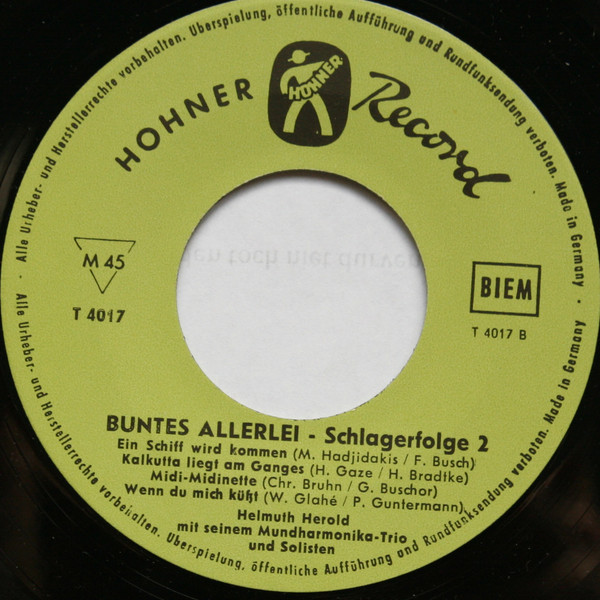 Alle Urheber- und Herstellerrechte vorbehalten. Überspielung, öffentliche Aufführung und Rundfunksendung verboten. Made in Germany ·
HOHNER
HOHNER
Record
M 45
T 4017
BIEM
T 4017 B
BUNTES ALLERLEI - Schlagerfolge 2
Ein Schiff wird kommen (M. Hadjidakis / F. Busch)
Kalkutta liegt am Ganges (H. Gaze / H. Bradtke)
Midi-Midinette (Chr. Bruhn / G. Buschor)
Wenn du mich küßt (W. Glahé / P. Guntermann)
Helmuth Herold
mit seinem Mundharmonika-Trio
und Solisten
Alle Urheber- und Herstellerrechte vorbehalten. Überspielung, öffentliche Aufführung und Rundfunksendung verboten. Made in Germany ·